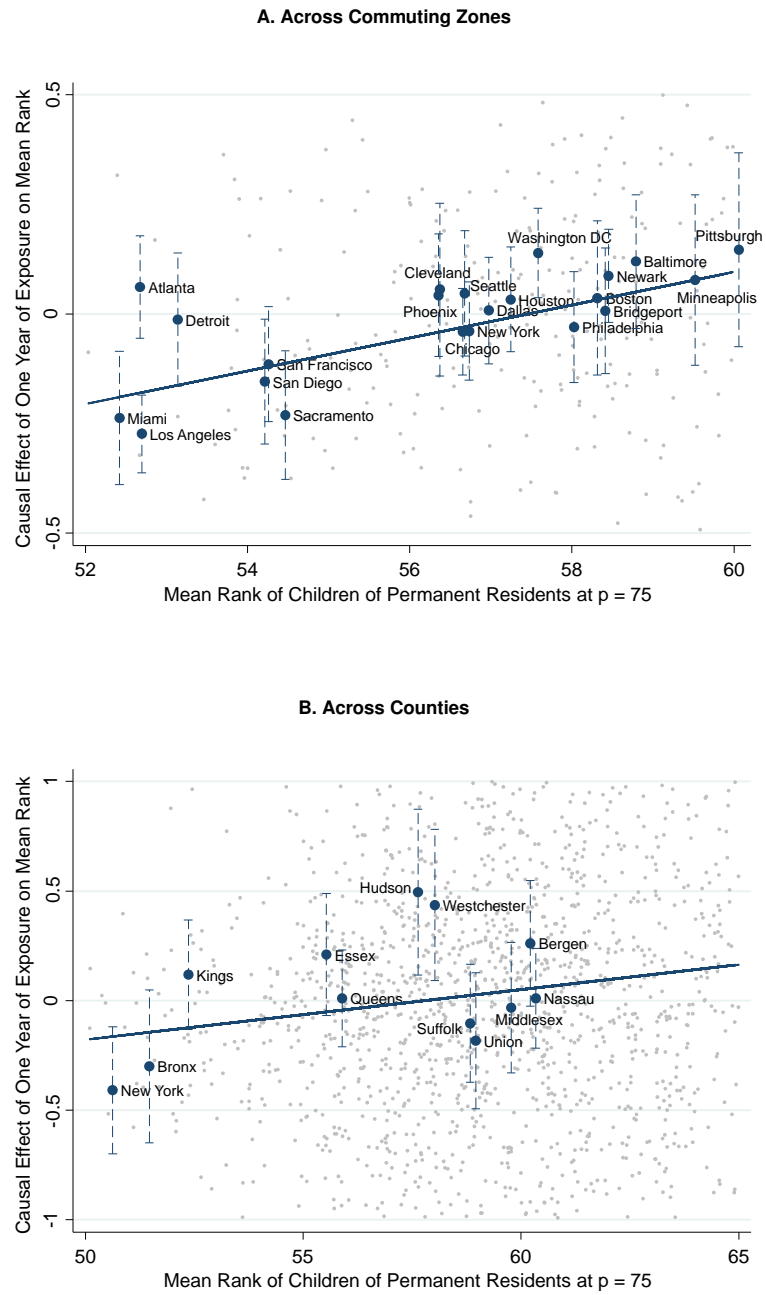 A. Across Commuting Zones
Causal Effect of One Year of Exposure on Mean Rank
0.5
0
-0.5
Pittsburgh
Washington DC
Baltimore
Cleveland
Seattle
Newark
Atlanta
Houston
Boston
Minneapolis
Phoenix
Dallas
Bridgeport
Detroit
New York
Philadelphia
Chicago
San Francisco
San Diego
Sacramento
Miami
Los Angeles
52 54 56 58 60
Mean Rank of Children of Permanent Residents at p = 75
B. Across Counties
Causal Effect of One Year of Exposure on Mean Rank
1
0.5
0
-0.5
-1
Hudson
Westchester
Bergen
Essex
Kings
Queens
Nassau
Middlesex
Suffolk
Union
Bronx
New York
50 55 60 65
Mean Rank of Children of Permanent Residents at p = 75